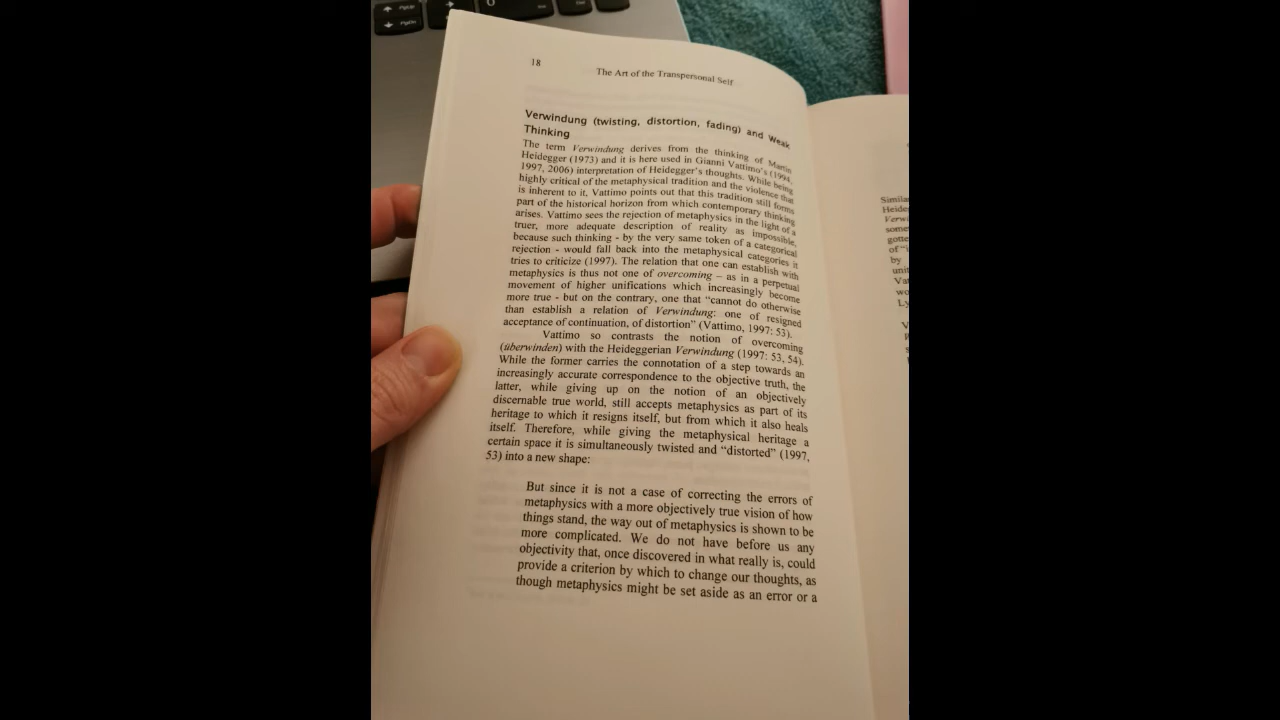 18
The Art of the Transpersonal Self
Verwindung (twisting, distortion, fading) and Weak
Thinking
The term Verwindung derives from the thinking of Martin
Heidegger (1973) and it is here used in Gianni Vattimo's (1994,
1997, 2006) interpretation of Heidegger's thoughts. While being
highly critical of the metaphysical tradition and the violence that
is inherent to it, Vattimo points out that this tradition still forms
part of the historical horizon from which contemporary thinking
arises. Vattimo sees the rejection of metaphysics in the light of a
truer, more adequate description of reality as impossible,
because such thinking - by the very same token of a categorical
rejection - would fall back into the metaphysical categories it
tries to criticize (1997). The relation that one can establish with
metaphysics is thus not one of overcoming – as in a perpetual
movement of higher unifications which increasingly become
more true - but on the contrary, one that “cannot do otherwise
than establish a relation of Verwindung: one of resigned
acceptance of continuation, of distortion” (Vattimo, 1997: 53).
Vattimo so contrasts the notion of overcoming
(überwinden) with the Heideggerian Verwindung (1997: 53, 54).
While the former carries the connotation of a step towards an
increasingly accurate correspondence to the objective truth, the
latter, while giving up on the notion of an objectively
discernable true world, still accepts metaphysics as part of its
heritage to which it resigns itself, but from which it also heals
itself. Therefore, while giving the metaphysical heritage a
certain space it is simultaneously twisted and “distorted” (1997,
53) into a new shape:
But since it is not a case of correcting the errors of
metaphysics with a more objectively true vision of how
things stand, the way out of metaphysics is shown to be
more complicated. We do not have before us any
objectivity that, once discovered in what really is, could
provide a criterion by which to change our thoughts, as
though metaphysics might be set aside as an error or a